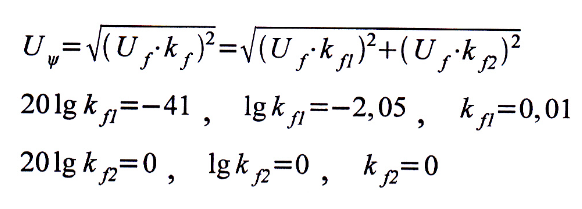 U_ψ=√(U_f·k_f)²=√(U_f·k_f1)²+(U_f·k_f2)²
20lg k_f1=−41 , lg k_f1=−2,05 , k_f1=0,01
20lg k_f2=0 , lg k_f2=0 , k_f2=0